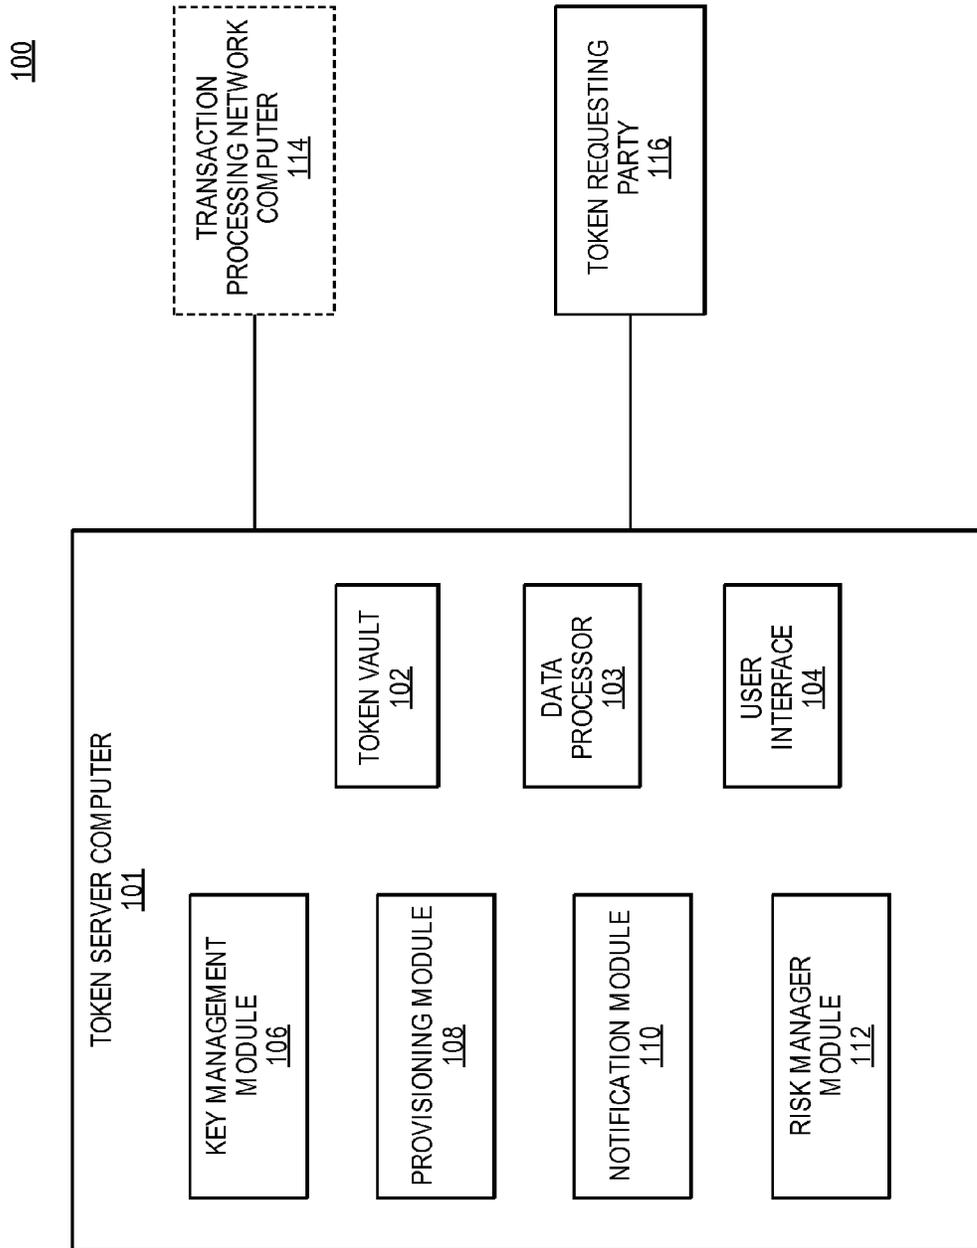 100
TOKEN SERVER COMPUTER
101
KEY MANAGEMENT
MODULE
106
PROVISIONING MODULE
108
NOTIFICATION MODULE
110
RISK MANAGER
MODULE
112
TOKEN VAULT
102
DATA
PROCESSOR
103
USER
INTERFACE
104
TRANSACTION
PROCESSING NETWORK
COMPUTER
114
TOKEN REQUESTING
PARTY
116